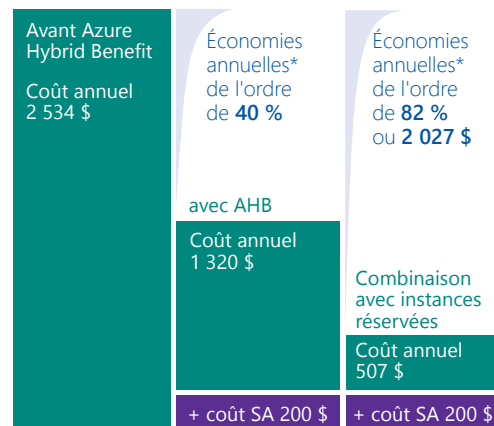 Avant Azure
Hybrid Benefit
Coût annuel
2 534 $
Économies
annuelles*
de l'ordre
de 40 %
avec AHB
Coût annuel
1 320 $
+ coût SA 200 $
Économies
annuelles*
de l'ordre
de 82 %
ou 2 027 $
Combinaison
avec instances
réservées
Coût annuel
507 $
+ coût SA 200 $